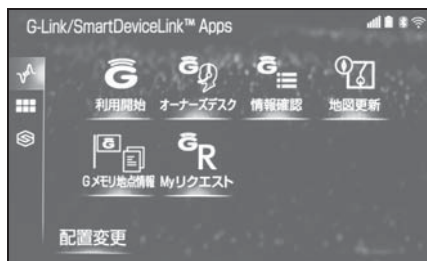 G-Link/SmartDeviceLink™ Apps
利用開始 オーナーズデスク 情報確認 地図更新
Gメモリ地点情報 Myリクエスト
配置変更